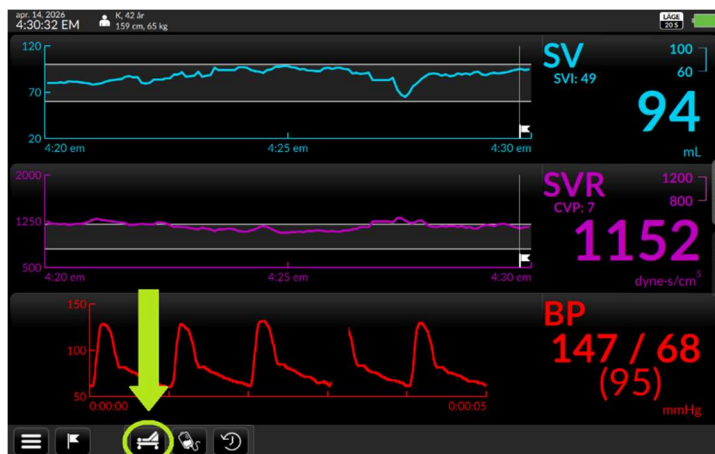 apr. 14, 2026
4:30:32 EM
K, 42 år
159 cm, 65 kg
LÄGE
20 S
120
70
20
4:20 em
4:25 em
4:30 em
SV
SVI: 49
100
60
94
mL
2000
1250
500
4:20 em
4:25 em
4:30 em
SVR
CVP: 7
1200
800
1152
dyne-s/cm5
150
100
50
0:00:00
0:00:05
BP
147 / 68
(95)
mmHg